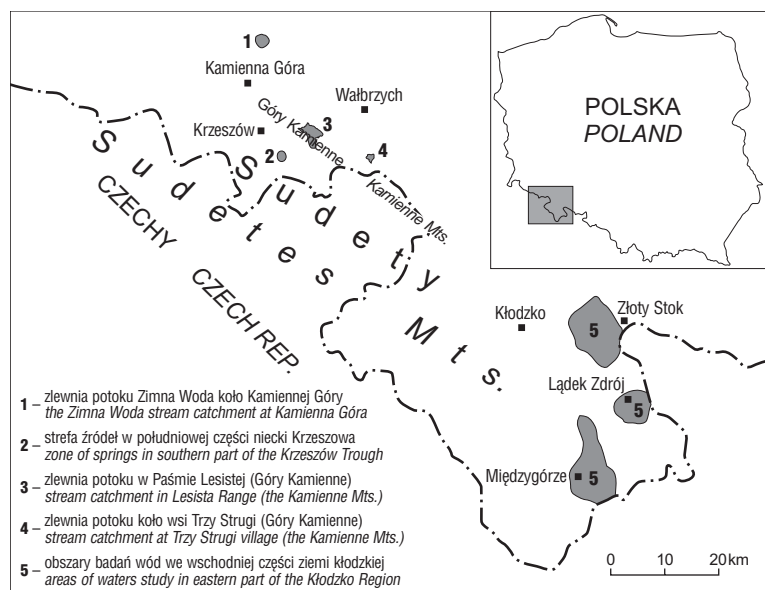 1
Kamienna Góra
Wałbrzych
Góry Kamienne
3
Krzeszów
2
4
Kamienne Mts.
Sudety
Sudetes Mts.
CZECHY
CZECH REP.
POLSKA
POLAND
Kłodzko
5
Złoty Stok
Lądek Zdrój
5
Międzygórze
5
1 – zlewnia potoku Zimna Woda koło Kamiennej Góry
the Zimna Woda stream catchment at Kamienna Góra
2 – strefa źródeł w południowej części niecki Krzeszowa
zone of springs in southern part of the Krzeszów Trough
3 – zlewnia potoku w Paśmie Lesistej (Góry Kamienne)
stream catchment in Lesista Range (the Kamienne Mts.)
4 – zlewnia potoku koło wsi Trzy Strugi (Góry Kamienne)
stream catchment at Trzy Strugi village (the Kamienne Mts.)
5 – obszary badań wód we wschodniej części ziemi kłodzkiej
areas of waters study in eastern part of the Kłodzko Region
0 10 20 km